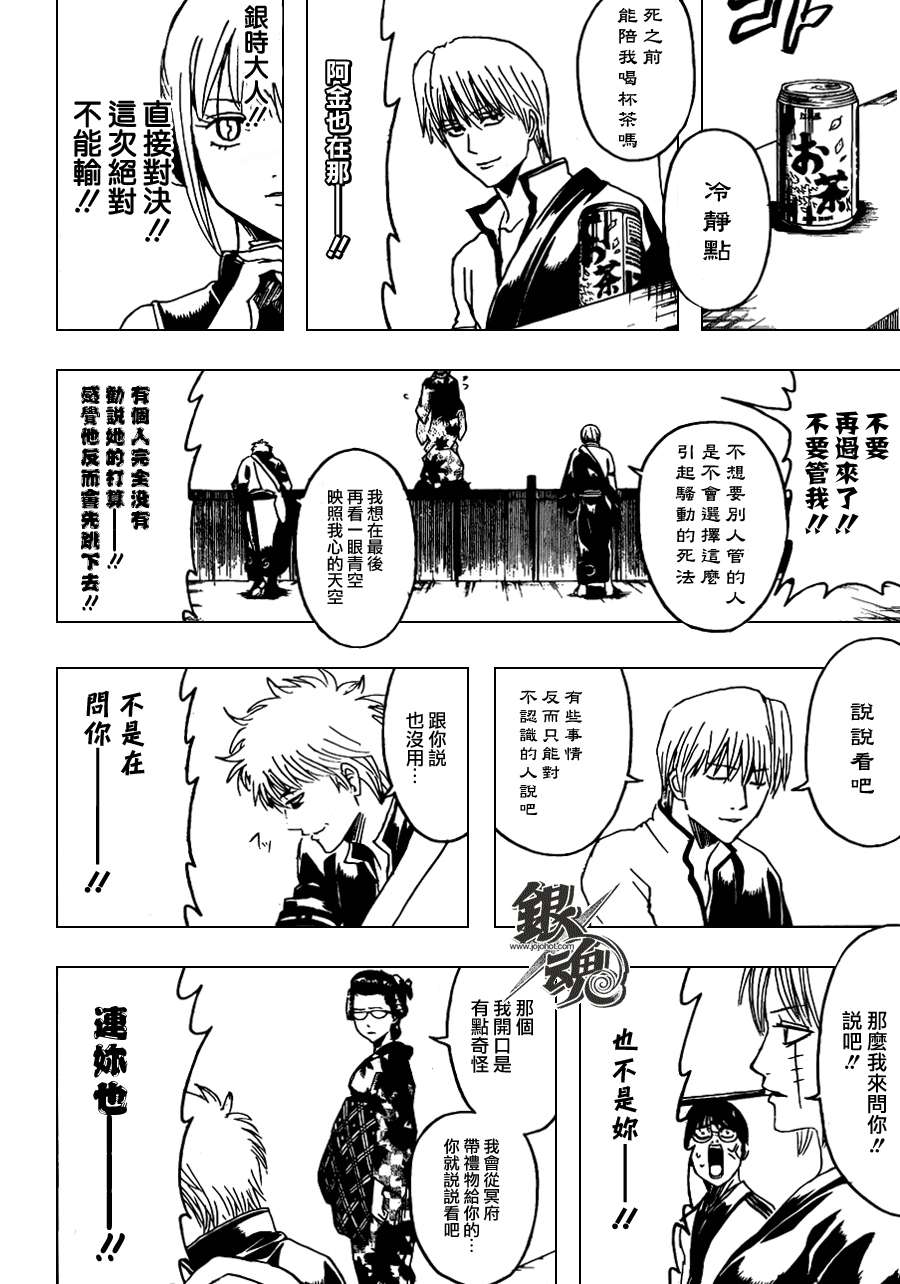 お茶
冷靜點
死之前
能陪我喝杯茶嗎
お茶
阿金也在那——!!
銀時大人!!
直接對決!!
這次絕對
不能輸!!
不要
再過來了!!
不要管我!!
不想要別人管的人
是不會選擇這麼
引起騷動的死法
我想在最後
再看一眼青空
映照我心的天空
有個人完全没有
勸說她的打算——!!
感覺他反而會先跳下去!!
說說看吧
有些事情
反而只能對
不認識的人說吧
跟你説
也沒用…
不是在
問你——!!
銀魂
www.jojohot.com
那麼我來問你!!
説吧!!
也不是妳——!!
那個
我開口是
有點奇怪
我會從冥府
帶禮物給你的…
你就説説看吧
連妳也——!!